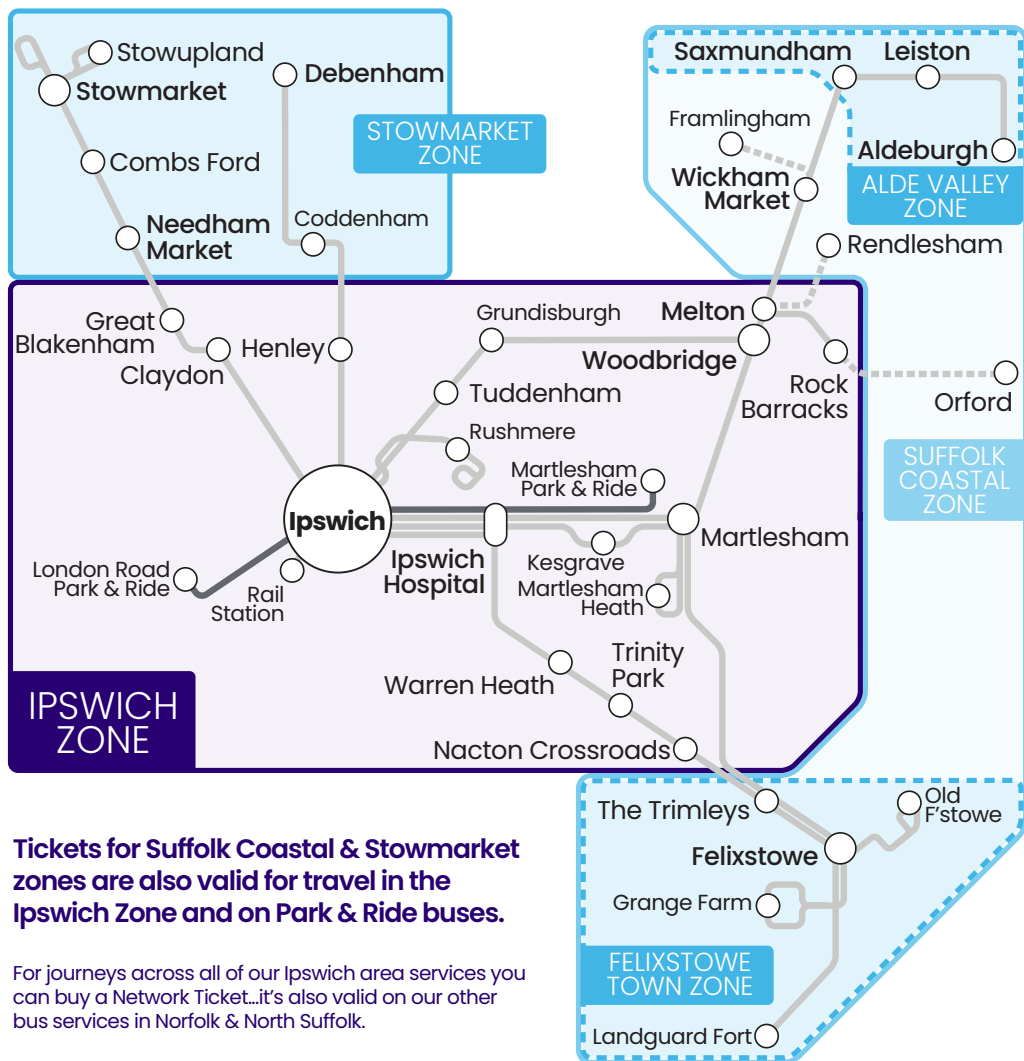 Stowupland
Stowmarket
Debenham
STOWMARKET
ZONE
Combs Ford
Needham
Market
Coddenham
Saxmundham
Leiston
Framlingham
Aldeburgh
Wickham
Market
ALDE VALLEY
ZONE
Rendlesham
Great
Blakenham
Claydon
Henley
Grundisburgh
Melton
Woodbridge
Tuddenham
Rock
Barracks
Orford
Rushmere
Martlesham
Park & Ride
SUFFOLK
COASTAL
ZONE
Ipswich
Ipswich
Hospital
Kesgrave
Martlesham
Martlesham
Heath
London Road
Park & Ride
Rail
Station
Warren Heath
Trinity
Park
IPSWICH
ZONE
Nacton Crossroads
The Trimleys
Old
F'stowe
Felixstowe
Grange Farm
FELIXSTOWE
TOWN ZONE
Landguard Fort
Tickets for Suffolk Coastal & Stowmarket
zones are also valid for travel in the
Ipswich Zone and on Park & Ride buses.
For journeys across all of our Ipswich area services you
can buy a Network Ticket...it's also valid on our other
bus services in Norfolk & North Suffolk.